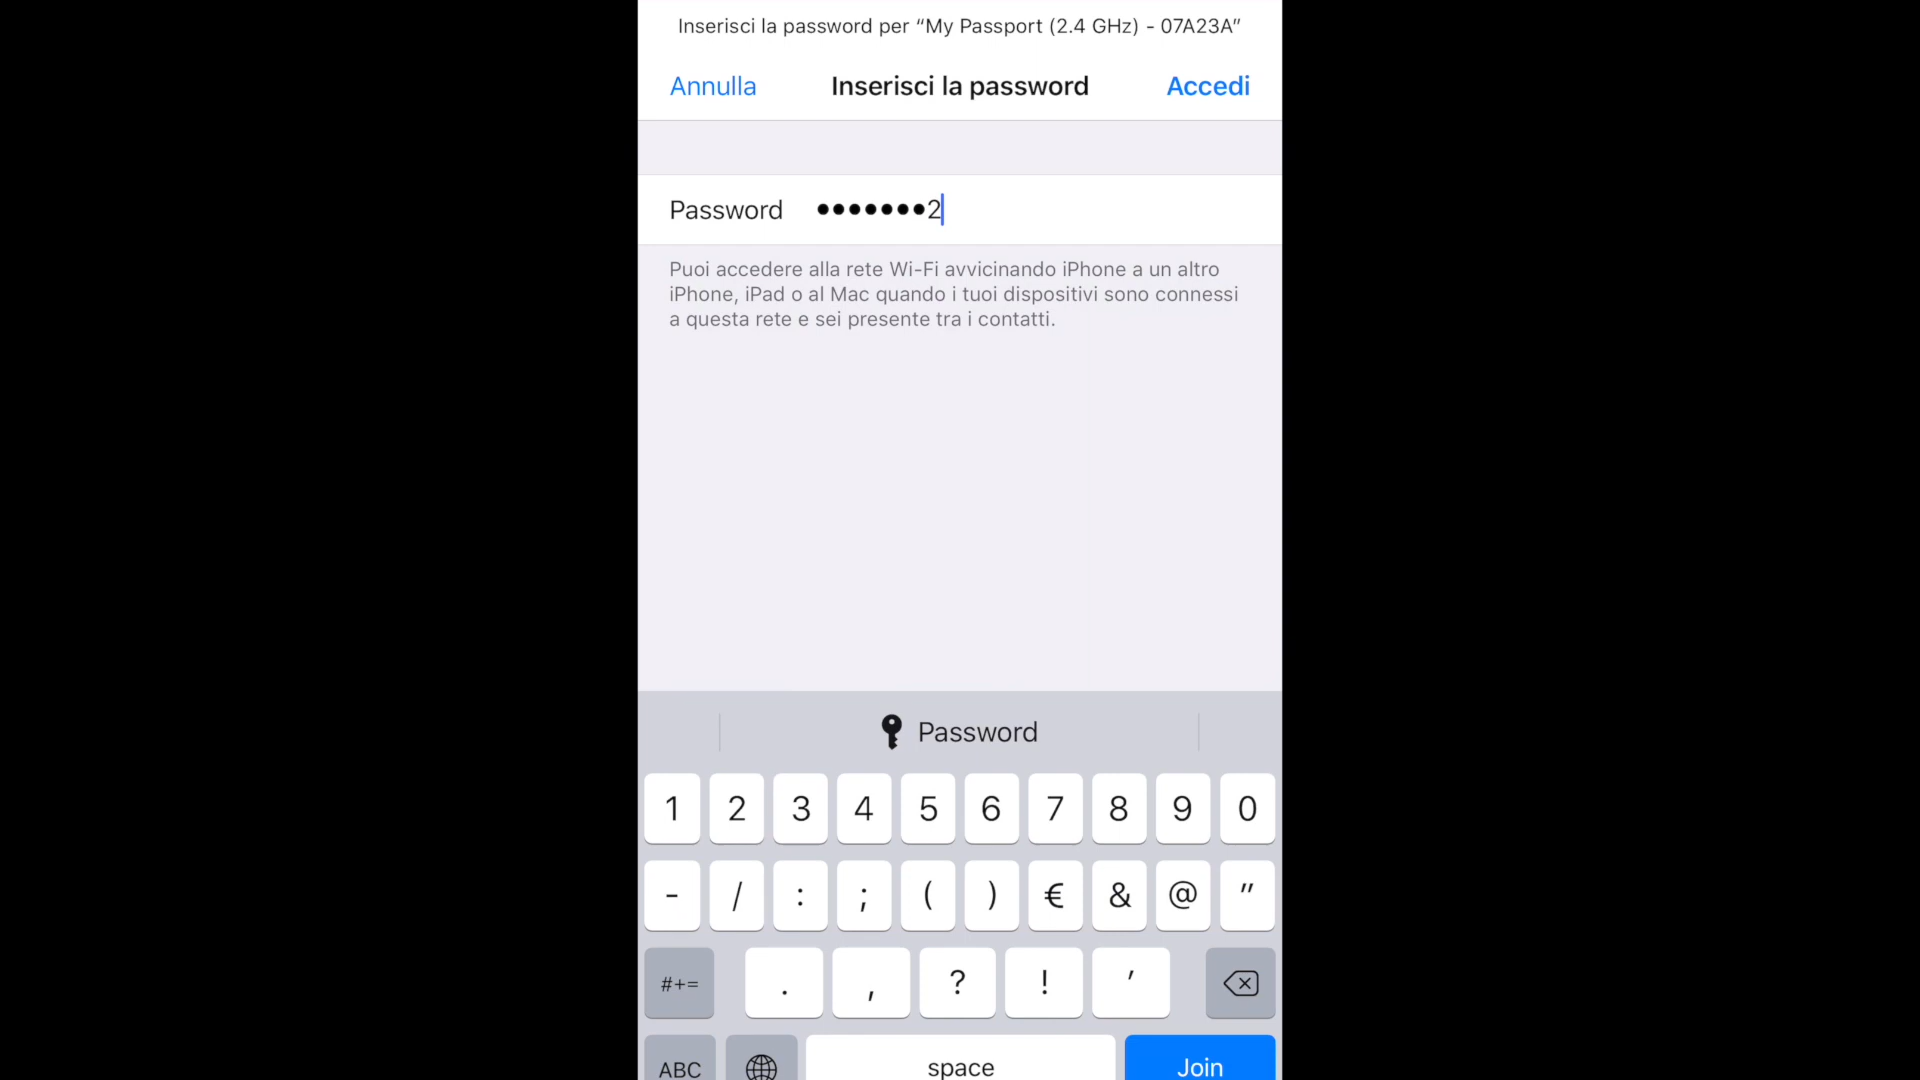 Inserisci la password per “My Passport (2.4 GHz) - 07A23A”
Annulla Inserisci la password Accedi
Password •••••••2
Puoi accedere alla rete Wi-Fi avvicinando iPhone a un altro
iPhone, iPad o al Mac quando i tuoi dispositivi sono connessi
a questa rete e sei presente tra i contatti.
Password
1 2 3 4 5 6 7 8 9 0
- / : ; ( ) € & @ "
#+= . , ? ! '
ABC space Join